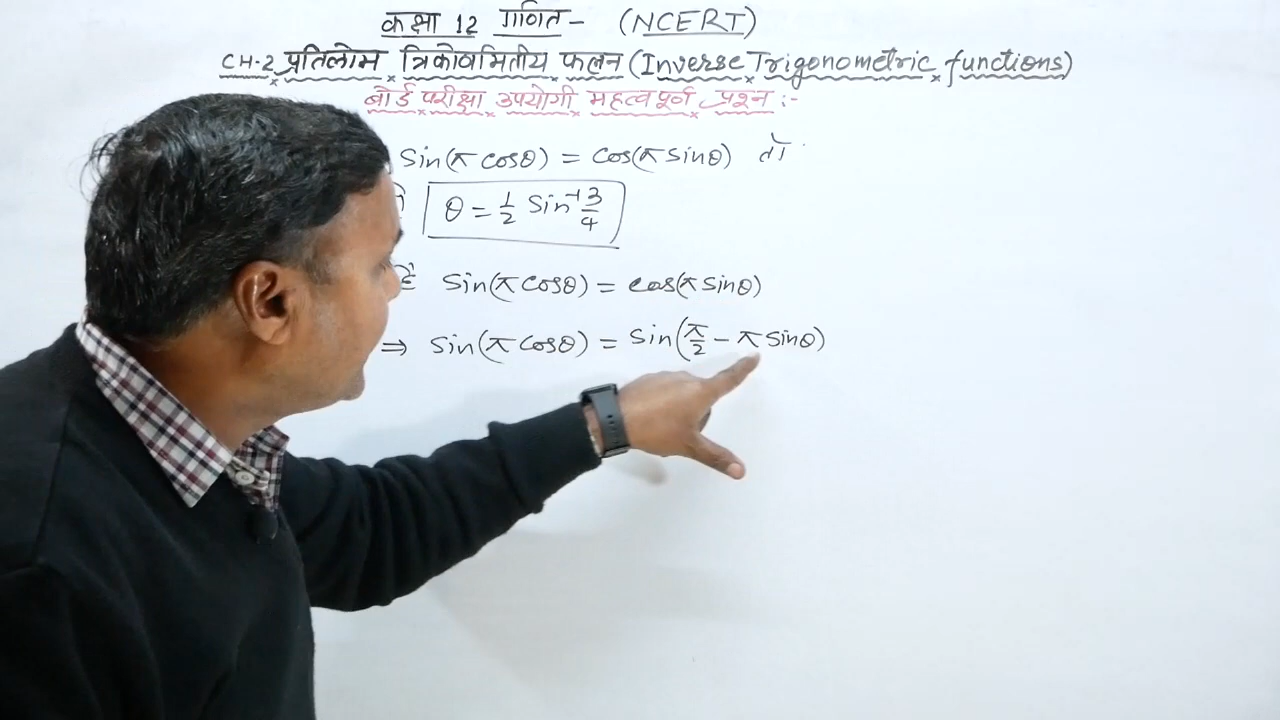 कक्षा 12 गणित- (NCERT)
CH-2 प्रतिलोम त्रिकोणमितीय फलन (Inverse Trigonometric functions)
बोर्ड परीक्षा उपयोगी महत्वपूर्ण प्रश्न :-
Sin(π cosθ) = Cos(π Sinθ) तो
θ = 1/2 Sin⁻¹ 3/4
Sin(π cosθ) = cos(π sinθ)
⇒ Sin(π cosθ) = Sin(π/2 - π Sinθ)